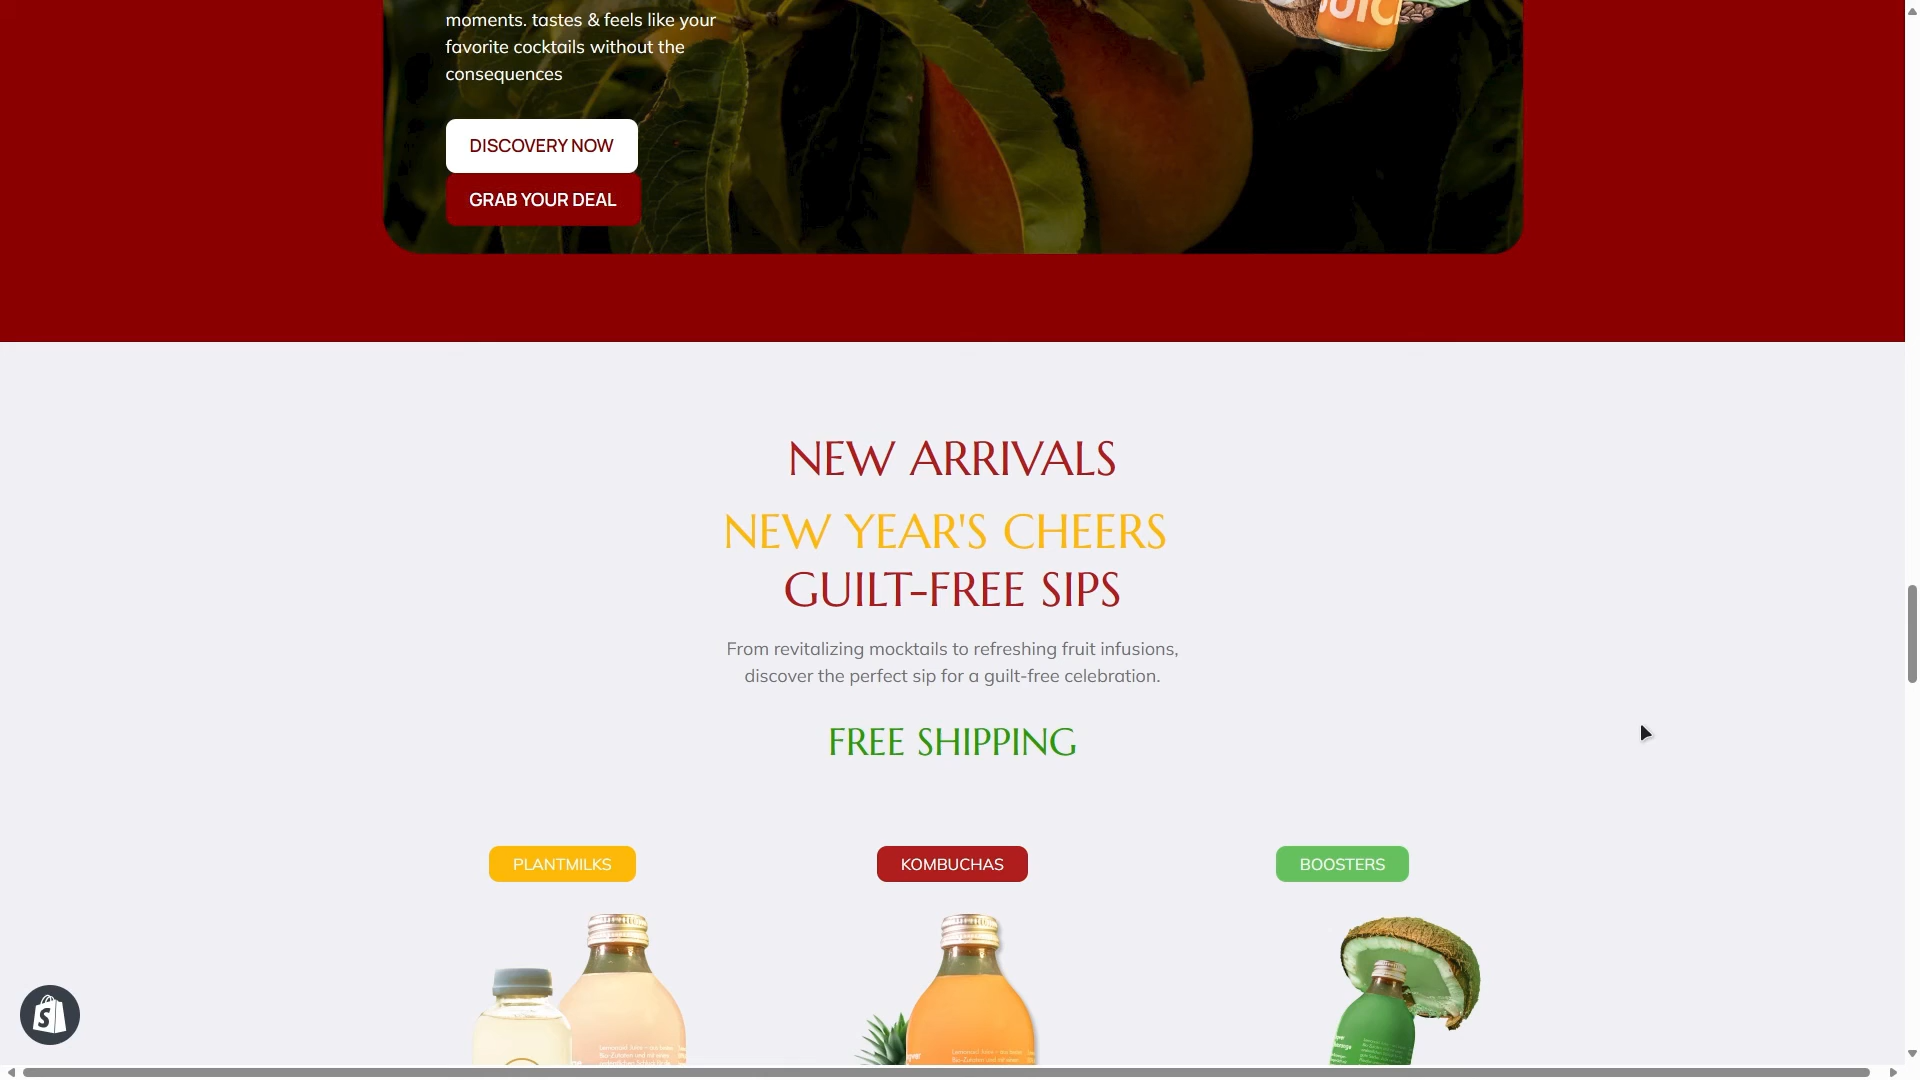 moments. tastes & feels like your
favorite cocktails without the
consequences
DISCOVERY NOW
GRAB YOUR DEAL
NEW ARRIVALS
NEW YEAR'S CHEERS
GUILT-FREE SIPS
From revitalizing mocktails to refreshing fruit infusions,
discover the perfect sip for a guilt-free celebration.
FREE SHIPPING
PLANTMILKS
KOMBUCHAS
BOOSTERS